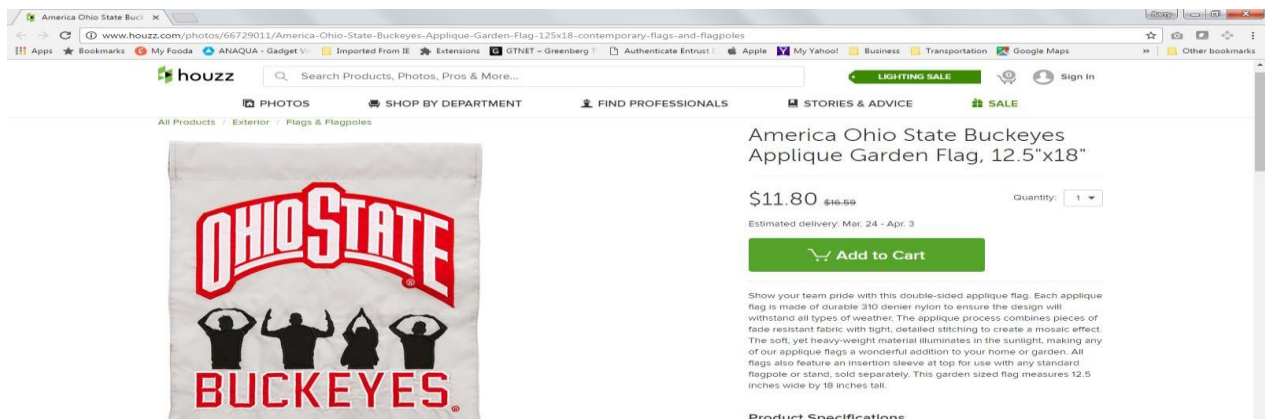 America Ohio State Buck
www.houzz.com/photos/66729011/America-Ohio-State-Buckeyes-Applique-Garden-Flag-125x18-contemporary-flags-and-flagpoles
Apps Bookmarks My Fooda ANAQUA - Gadget Vi Imported From IE Extensions GTNET – Greenberg T Authenticate Entrust Apple My Yahoo! Business Transportation Google Maps » Other bookmarks
houzz Search Products, Photos, Pros & More... LIGHTING SALE 0 Sign In
PHOTOS SHOP BY DEPARTMENT FIND PROFESSIONALS STORIES & ADVICE SALE
All Products / Exterior / Flags & Flagpoles
OHIO STATE
®
BUCKEYES®
America Ohio State Buckeyes
Applique Garden Flag, 12.5"x18"
$11.80 $16.59 Quantity: 1
Estimated delivery: Mar. 24 - Apr. 3
Add to Cart
Show your team pride with this double-sided applique flag. Each applique
flag is made of durable 310 denier nylon to ensure the design will
withstand all types of weather. The applique process combines pieces of
fade resistant fabric with tight, detailed stitching to create a mosaic effect.
The soft, yet heavy-weight material illuminates in the sunlight, making any
of our applique flags a wonderful addition to your home or garden. All
flags also feature an insertion sleeve at top for use with any standard
flagpole or stand, sold separately. This garden sized flag measures 12.5
inches wide by 18 inches tall.
Product Specifications